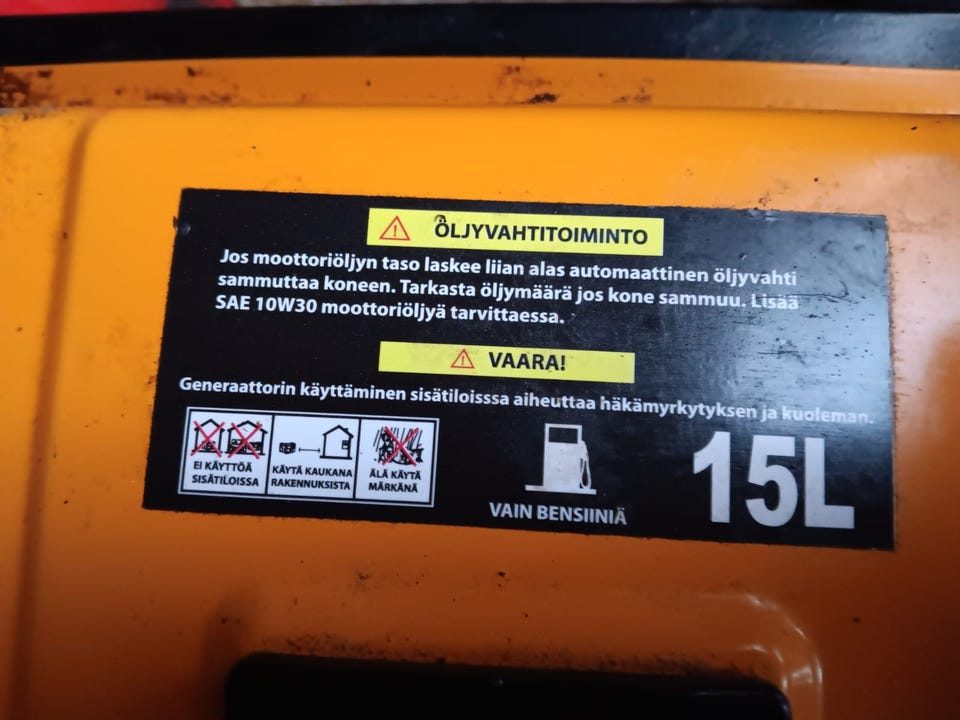 ÖLJYVAHTITOIMINTO
Jos moottoriöljyn taso laskee liian alas automaattinen öljyvahti
sammuttaa koneen. Tarkasta öljymäärä jos kone sammuu. Lisää
SAE 10W30 moottoriöljyä tarvittaessa.
VAARA!
Generaattorin käyttäminen sisätiloisssa aiheuttaa häkämyrkytyksen ja kuoleman.
EI KÄYTTÖÄ
SISÄTILOISSA
KÄYTÄ KAUKANA
RAKENNUKSISTA
ÄLÄ KÄYTÄ
MÄRKÄNÄ
VAIN BENSIINIÄ
15L